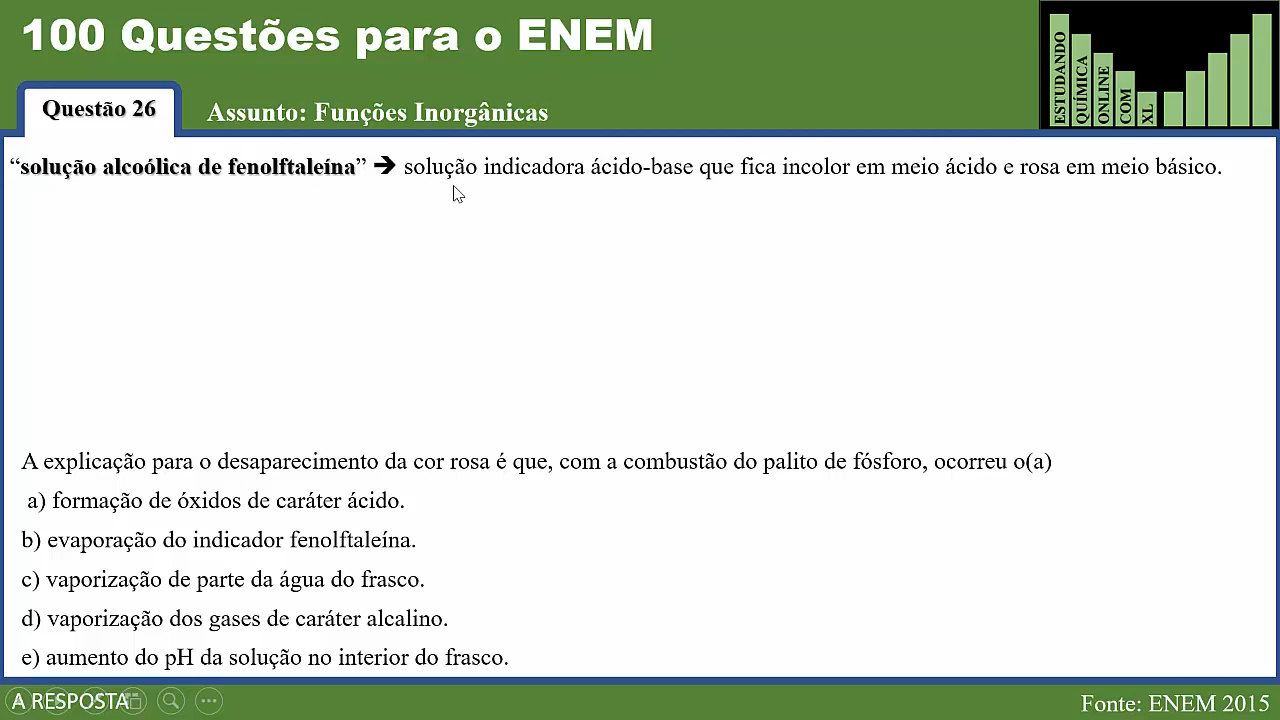 100 Questões para o ENEM
ESTUDANDO
QUÍMICA
ONLINE
COM
XL
Questão 26
Assunto: Funções Inorgânicas
“solução alcoólica de fenolftaleína” ➔ solução indicadora ácido-base que fica incolor em meio ácido e rosa em meio básico.
A explicação para o desaparecimento da cor rosa é que, com a combustão do palito de fósforo, ocorreu o(a)
a) formação de óxidos de caráter ácido.
b) evaporação do indicador fenolftaleína.
c) vaporização de parte da água do frasco.
d) vaporização dos gases de caráter alcalino.
e) aumento do pH da solução no interior do frasco.
A RESPOSTA
Fonte: ENEM 2015